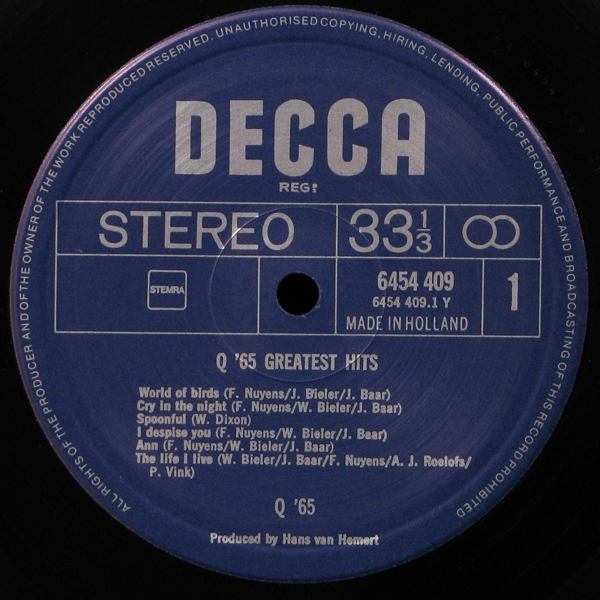 ALL RIGHTS OF THE PRODUCER AND OF THE OWNER OF THE WORK REPRODUCED RESERVED. UNAUTHORISED COPYING, HIRING, LENDING, PUBLIC PERFORMANCE AND BROADCASTING OF THIS RECORD PROHIBITED
DECCA
REGD
STEREO 33 1/3
STEMRA
6454 409
6454 409.1 Y
MADE IN HOLLAND
1
Q '65 GREATEST HITS
World of birds (F. Nuyens/J. Bieler/J. Baar)
Cry in the night (F. Nuyens/W. Bieler/J. Baar)
Spoonful (W. Dixon)
I despise you (F. Nuyens/W. Bieler/J. Baar)
Ann (F. Nuyens/W. Bieler/J. Baar)
The life I live (W. Bieler/J. Baar/F. Nuyens/A. J. Roelofs/
P. Vink)
Q '65
Produced by Hans van Hemert